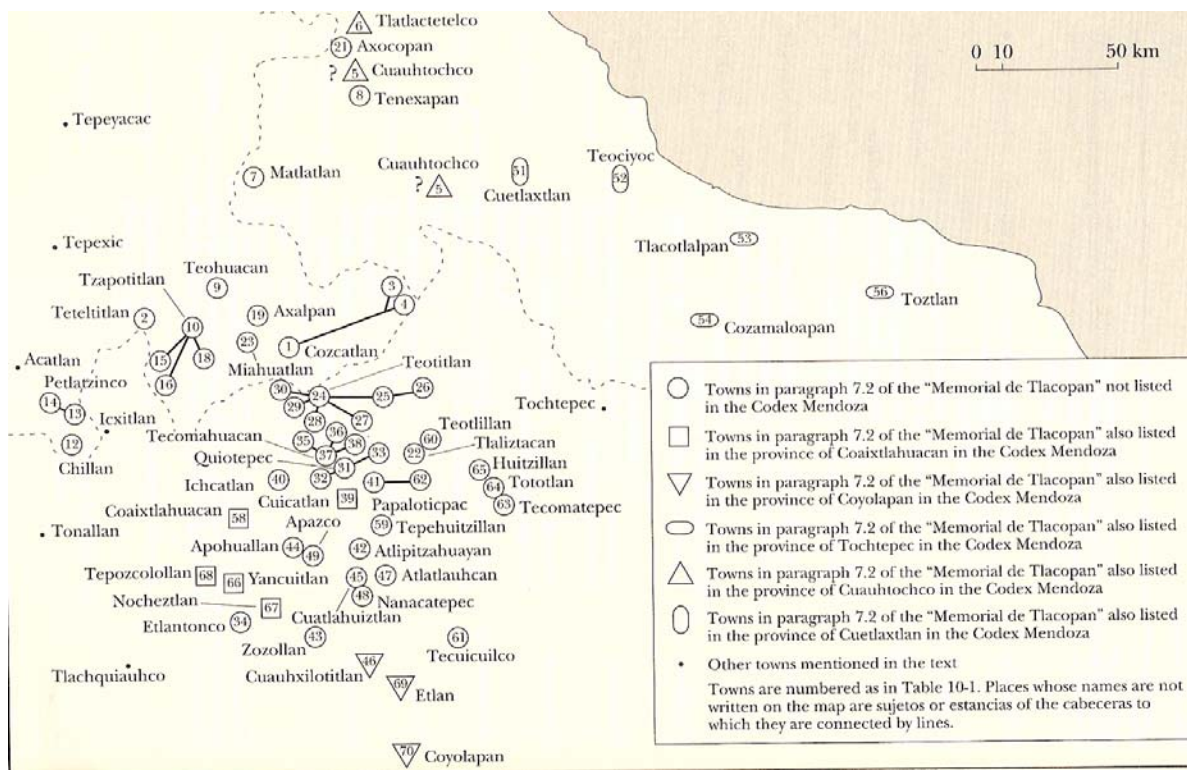 6 Tlatlactetelco
21 Axocopan
? 5 Cuauhtochco
8 Tenexapan
0 10 50 km
Tepeyacac
7 Matlatlan
Cuauhtochco
? 5
51
Cuetlaxtlan
Teociyoc
52
Tlacotlalpan 53
56 Toztlan
54 Cozamaloapan
Tepexic
Teohuacan
9
Tzapotitlan
10
Teteltitlan 2
15
16
18
19 Axalpan
23
Miahuatlan
3
4
1 Cozcatlan
Teotitlan
24
30
29
28
27
25
26
Acatlan
Petlatzinco
14
13
Icxitlan
12
Chillan
Tochtepec
Tecomahuacan
35
36
37
38
Quiotepec
31
32
33
Teotlillan
60
22 Tlaliztacan
65 Huitzillan
64 Tototlan
63 Tecomatepec
Ichcatlan 40
Cuicatlan 39
41
62
Papaloticpac
Coaixtlahuacan
58
Tonallan
Apazco
59 Tepehuitzillan
Apohuallan 44
49
42 Atlipitzahuayan
Tepozcolollan 68
66 Yancuitlan
45
47 Atlatlauhcan
48 Nanacatepec
Nocheztlan
67
Cuatlahuiztlan
Etlantonco 34
Zozollan 43
61
Tecuicuilco
Tlachquiauhco
Cuauhxilotitlan 46
69 Etlan
70 Coyolapan
Towns in paragraph 7.2 of the “Memorial de Tlacopan” not listed
in the Codex Mendoza
Towns in paragraph 7.2 of the “Memorial de Tlacopan” also listed
in the province of Coaixtlahuacan in the Codex Mendoza
Towns in paragraph 7.2 of the “Memorial de Tlacopan” also listed
in the province of Coyolapan in the Codex Mendoza
Towns in paragraph 7.2 of the “Memorial de Tlacopan” also listed
in the province of Tochtepec in the Codex Mendoza
Towns in paragraph 7.2 of the “Memorial de Tlacopan” also listed
in the province of Cuauhtochco in the Codex Mendoza
Towns in paragraph 7.2 of the “Memorial de Tlacopan” also listed
in the province of Cuetlaxtlan in the Codex Mendoza
Other towns mentioned in the text
Towns are numbered as in Table 10-1. Places whose names are not
written on the map are sujetos or estancias of the cabeceras to
which they are connected by lines.